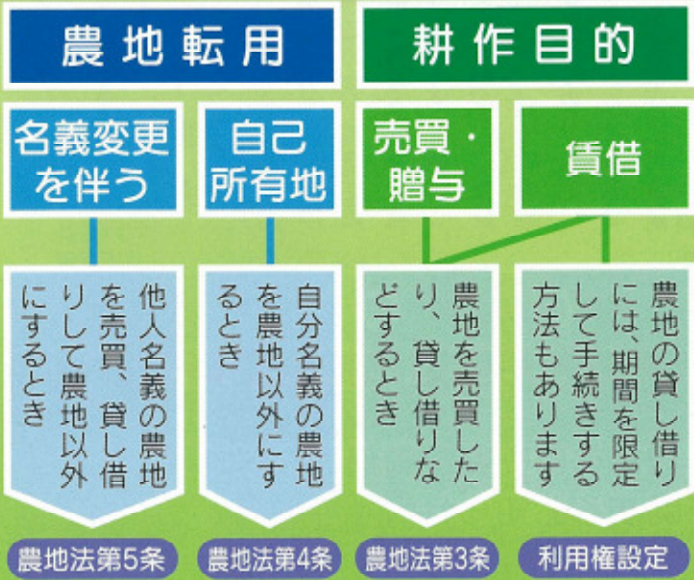 農地転用
耕作目的
名義変更
を伴う
自己
所有地
売買・
贈与
賃借
他人名義の農地
を売買、貸し借
りして農地以外
にするとき
自分名義の農地
を農地以外にす
るとき
農地を売買した
り、貸し借りな
どするとき
農地の貸し借り
には、期間を限定
して手続きする
方法もあります
農地法第5条
農地法第4条
農地法第3条
利用権設定